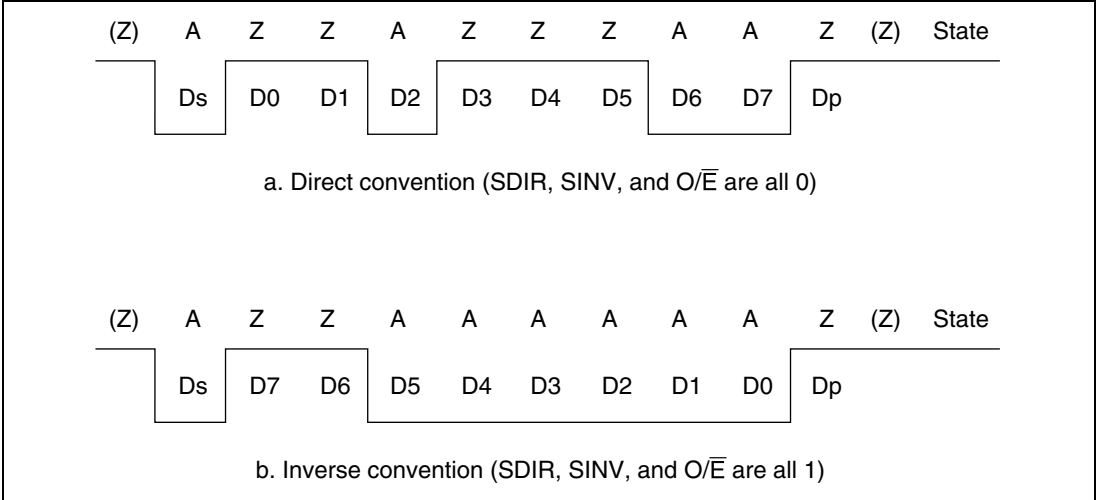 (Z) A Z Z A Z Z Z A A Z (Z) State
Ds D0 D1 D2 D3 D4 D5 D6 D7 Dp
a. Direct convention (SDIR, SINV, and O/E̅ are all 0)
(Z) A Z Z A A A A A A Z (Z) State
Ds D7 D6 D5 D4 D3 D2 D1 D0 Dp
b. Inverse convention (SDIR, SINV, and O/E̅ are all 1)